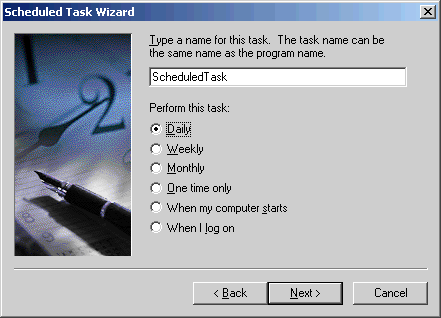 Scheduled Task Wizard
Type a name for this task. The task name can be
the same name as the program name.
ScheduledTask
Perform this task:
Daily
Weekly
Monthly
One time only
When my computer starts
When I log on
< Back
Next >
Cancel